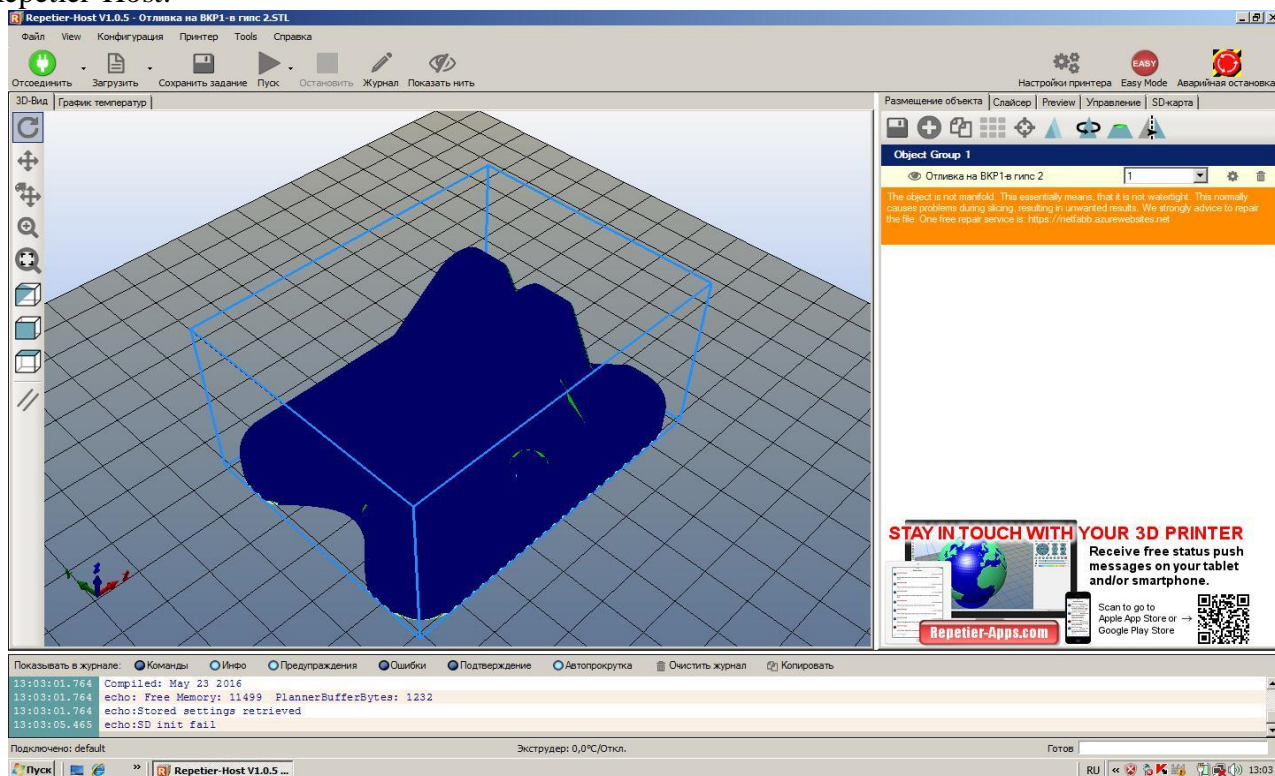 Repetier-Host.
Repetier-Host V1.0.5 - Отливка на ВКР1-в гипс 2.STL
Файл View Конфигурация Принтер Tools Справка
Отсоединить Загрузить Сохранить задание Пуск Остановить Журнал Показать нить Настройки принтера Easy Mode Аварийная остановка
EASY
3D-Вид График температур
Размещение объекта Слайсер Preview Управление SD-карта
Object Group 1
Отливка на ВКР1-в гипс 2 1
The object is not manifold. This essentially means, that it is not watertight. This normally
causes problems during slicing, resulting in unwanted results. We strongly advice to repair
the file. One free repair service is: https://netfabb.azurewebsites.net
STAY IN TOUCH WITH YOUR 3D PRINTER
Receive free status push
messages on your tablet
and/or smartphone.
Scan to go to
Apple App Store or →
Google Play Store
Repetier-Apps.com
Показывать в журнале: Команды Инфо Предупраждения Ошибки Подтверждение Автопрокрутка Очистить журнал Копировать
13:03:01.764 Compiled: May 23 2016
13:03:01.764 echo: Free Memory: 11499 PlannerBufferBytes: 1232
13:03:01.764 echo:Stored settings retrieved
13:03:05.465 echo:SD init fail
Подключено: default Экструдер: 0,0°C/Откл. Готов
Пуск » Repetier-Host V1.0.5 ... RU « 13:03